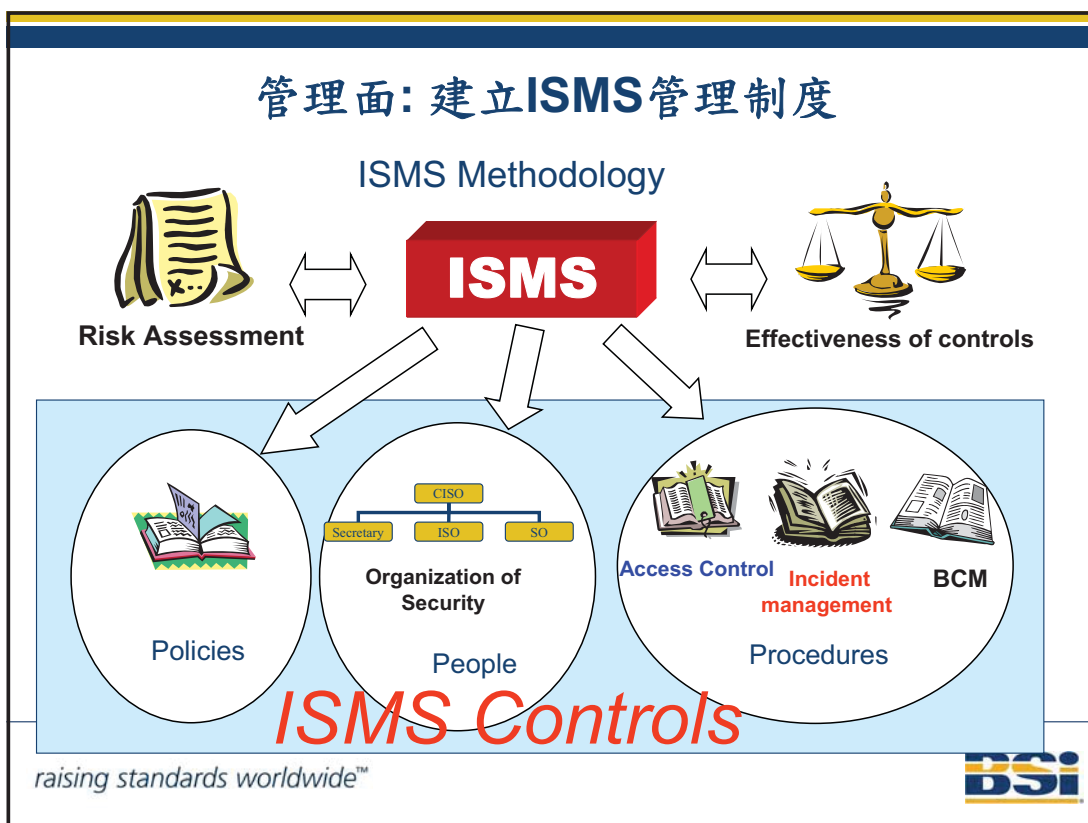 管理面: 建立ISMS管理制度
ISMS Methodology
ISMS
Risk Assessment
Effectiveness of controls
CISO
Secretary
ISO
SO
Organization of
Security
Access Control
Incident
management
BCM
Policies
People
Procedures
ISMS Controls
raising standards worldwide™
BSi